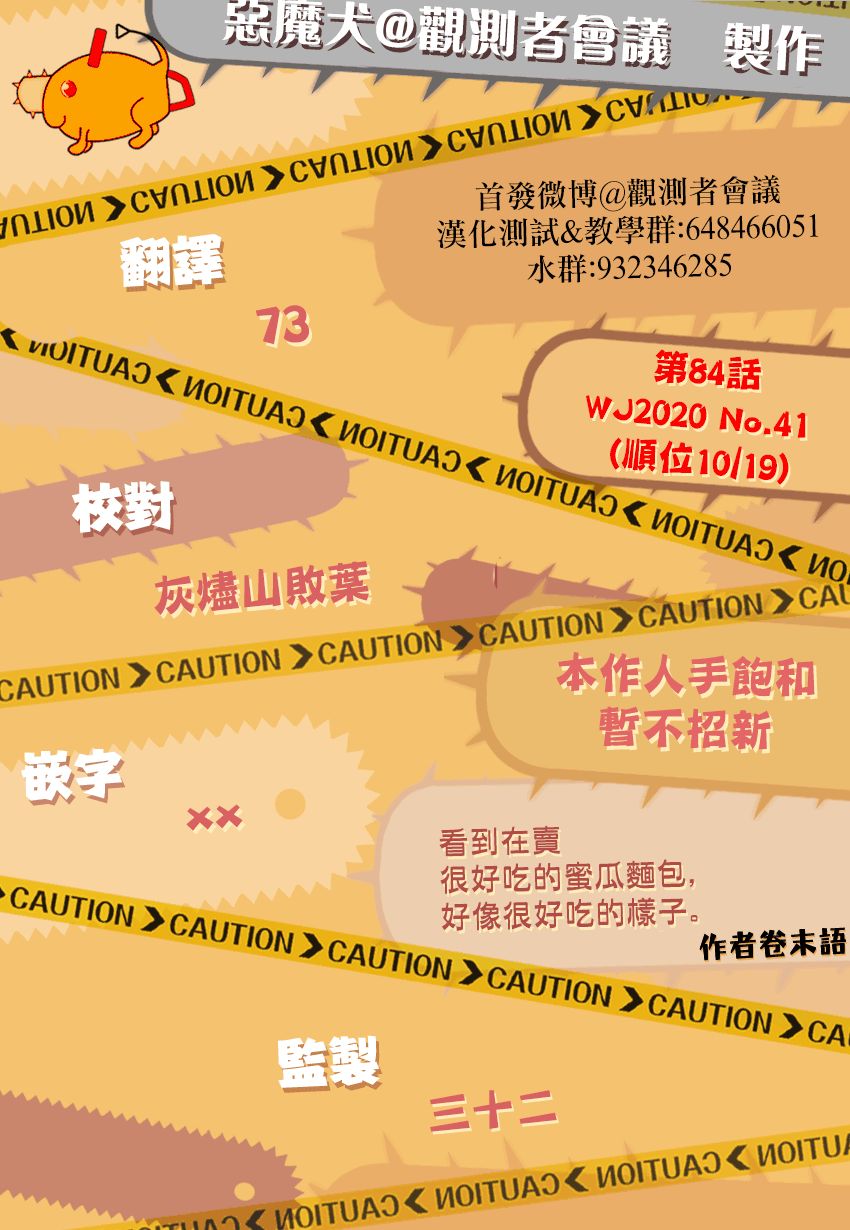 惡魔犬@觀測者會議 製作
首發微博@觀測者會議
漢化測試&教學群:648466051
水群:932346285
CAUTION CAUTION CAUTION CAUTION
翻譯
73
第84話
WJ2020 No.41
(順位10/19)
CAUTION CAUTION CAUTION CAUTION CAUTION
校對
灰燼山敗葉
CAUTION CAUTION CAUTION CAUTION CAUTION CAU
本作人手飽和
暫不招新
嵌字
××
看到在賣
很好吃的蜜瓜麵包,
好像很好吃的樣子。
作者卷末語
CAUTION CAUTION CAUTION CAUTION CAUTION CA
監製
三十二
CAUTION CAUTION CAUTION